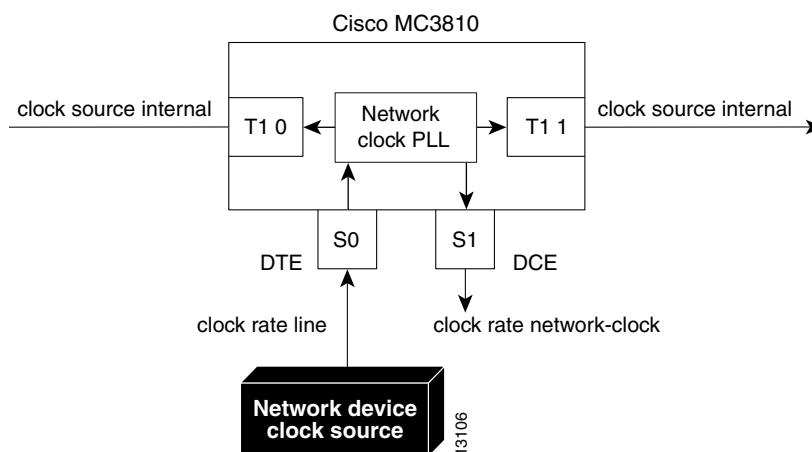 Cisco MC3810
clock source internal
clock source internal
T1 0
Network
clock PLL
T1 1
S0
S1
DTE
DCE
clock rate line
clock rate network-clock
Network device
clock source
13106